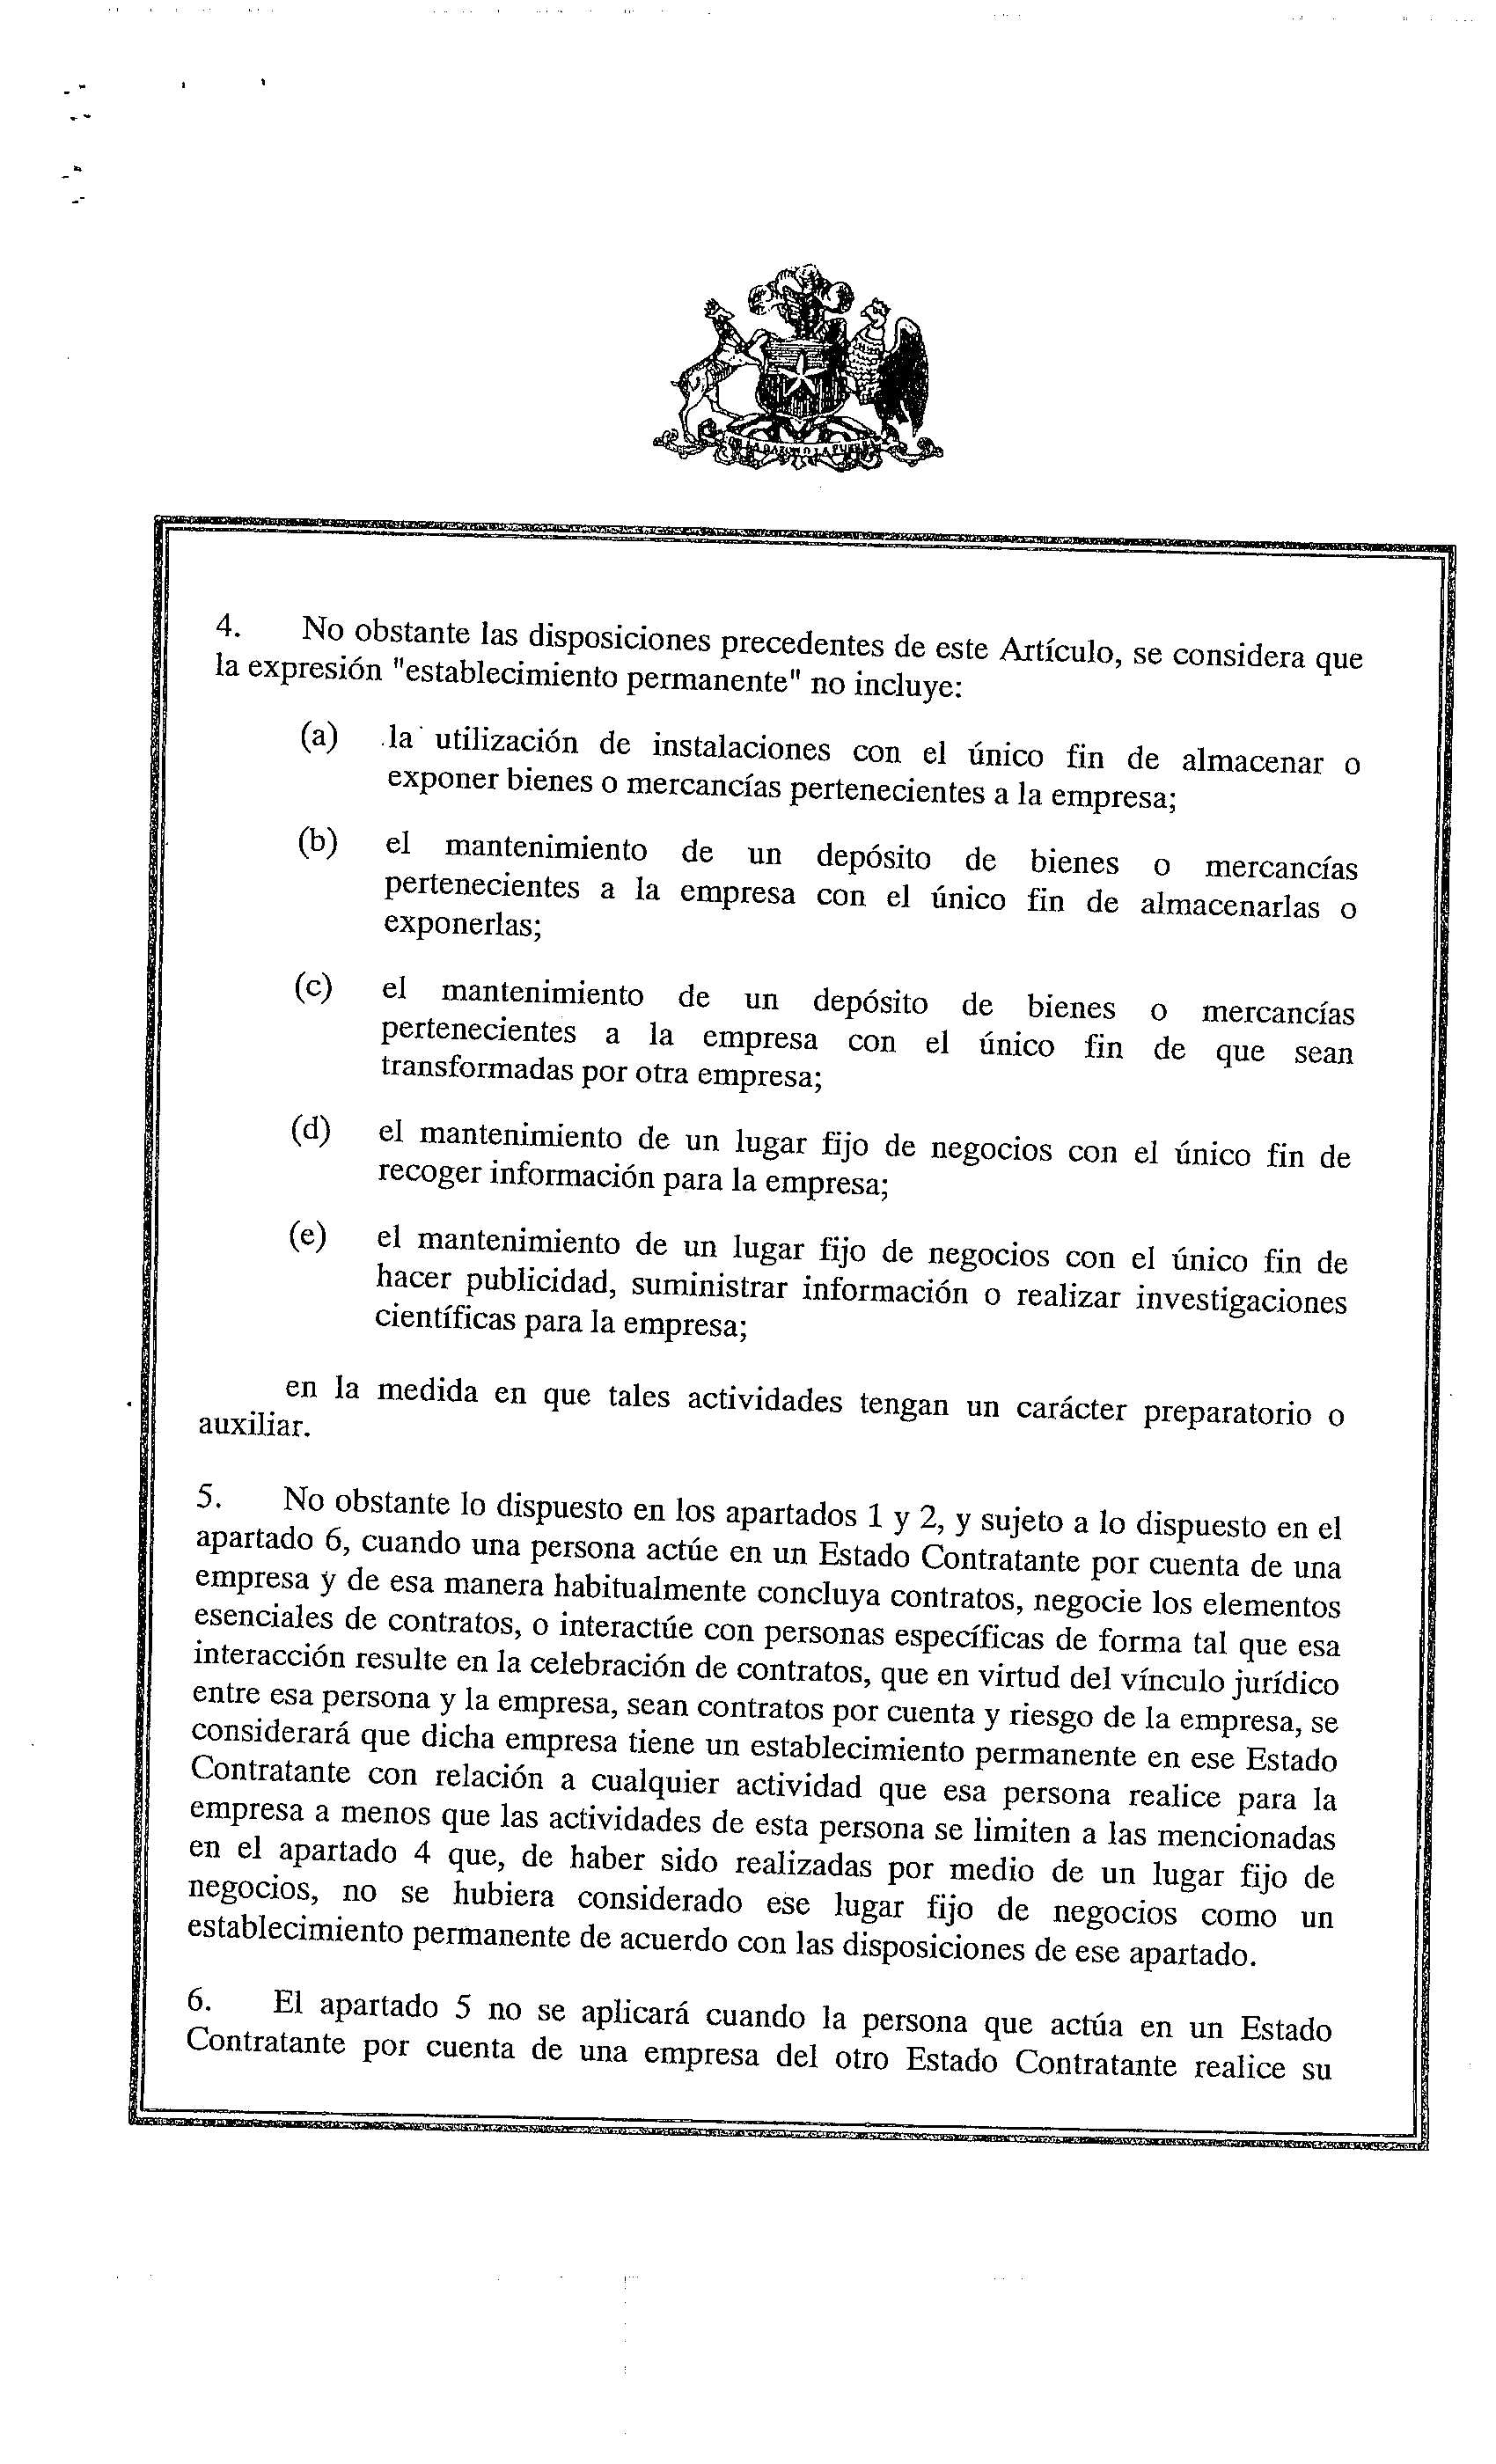 4. No obstante las disposiciones precedentes de este Artículo, se considera que
la expresión "establecimiento permanente" no incluye:
(a) la utilización de instalaciones con el único fin de almacenar o
exponer bienes o mercancías pertenecientes a la empresa;
(b) el mantenimiento de un depósito de bienes o mercancías
pertenecientes a la empresa con el único fin de almacenarlas o
exponerlas;
(c) el mantenimiento de un depósito de bienes o mercancías
pertenecientes a la empresa con el único fin de que sean
transformadas por otra empresa;
(d) el mantenimiento de un lugar fijo de negocios con el único fin de
recoger información para la empresa;
(e) el mantenimiento de un lugar fijo de negocios con el único fin de
hacer publicidad, suministrar información o realizar investigaciones
científicas para la empresa;
en la medida en que tales actividades tengan un carácter preparatorio o
auxiliar.
5. No obstante lo dispuesto en los apartados 1 y 2, y sujeto a lo dispuesto en el
apartado 6, cuando una persona actúe en un Estado Contratante por cuenta de una
empresa y de esa manera habitualmente concluya contratos, negocie los elementos
esenciales de contratos, o interactúe con personas específicas de forma tal que esa
interacción resulte en la celebración de contratos, que en virtud del vínculo jurídico
entre esa persona y la empresa, sean contratos por cuenta y riesgo de la empresa, se
considerará que dicha empresa tiene un establecimiento permanente en ese Estado
Contratante con relación a cualquier actividad que esa persona realice para la
empresa a menos que las actividades de esta persona se limiten a las mencionadas
en el apartado 4 que, de haber sido realizadas por medio de un lugar fijo de
negocios, no se hubiera considerado ese lugar fijo de negocios como un
establecimiento permanente de acuerdo con las disposiciones de ese apartado.
6. El apartado 5 no se aplicará cuando la persona que actúa en un Estado
Contratante por cuenta de una empresa del otro Estado Contratante realice su